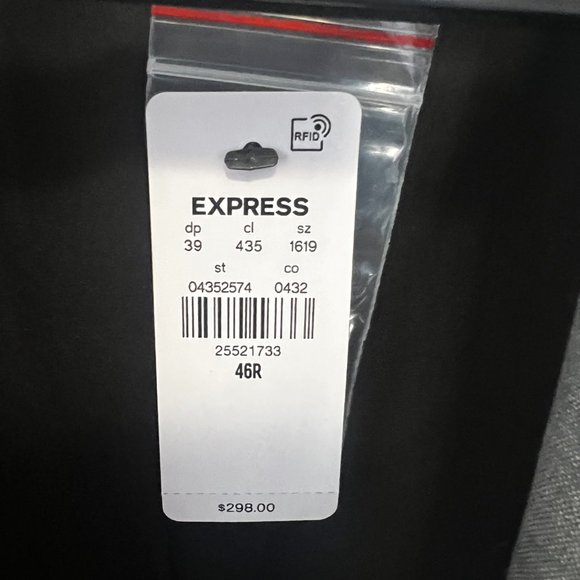 RFID
EXPRESS
dp cl sz
39 435 1619
st co
04352574 0432
25521733
46R
$298.00